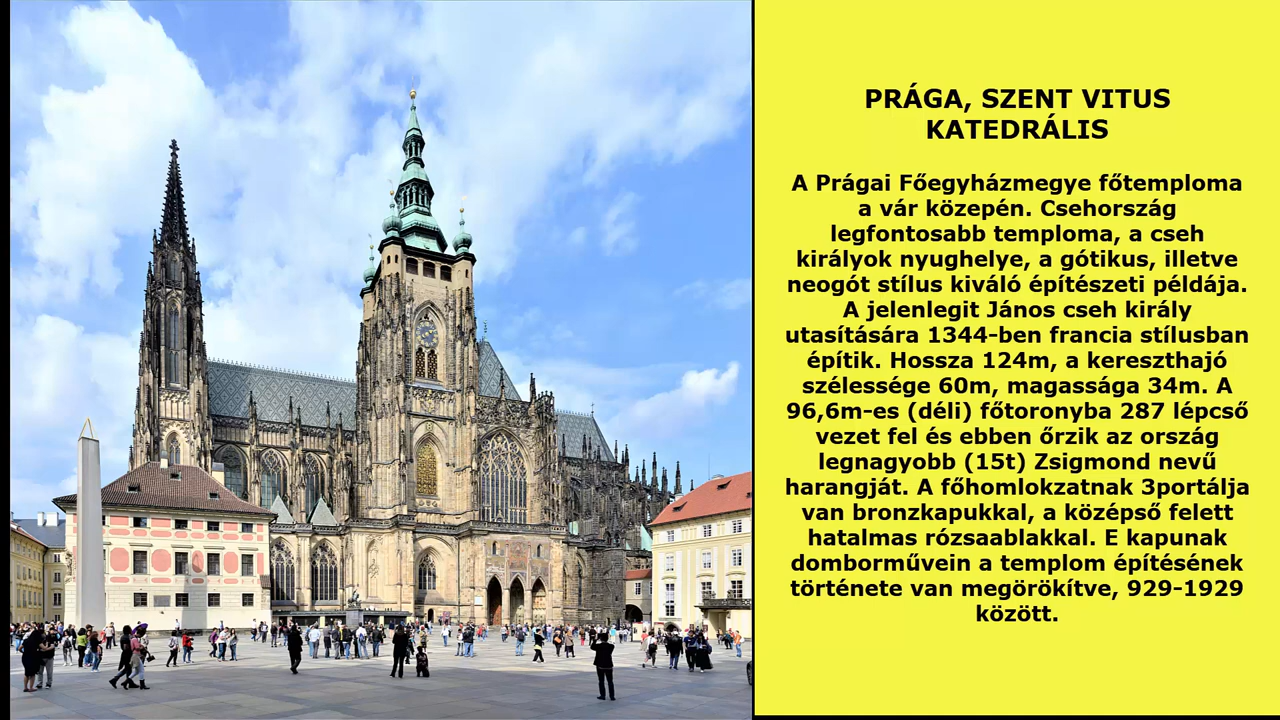 PRÁGA, SZENT VITUS
KATEDRÁLIS
A Prágai Főegyházmegye főtemploma
a vár közepén. Csehország
legfontosabb temploma, a cseh
királyok nyughelye, a gótikus, illetve
neogót stílus kiváló építészeti példája.
A jelenlegit János cseh király
utasítására 1344-ben francia stílusban
építik. Hossza 124m, a kereszthajó
szélessége 60m, magassága 34m. A
96,6m-es (déli) főtoronyba 287 lépcső
vezet fel és ebben őrzik az ország
legnagyobb (15t) Zsigmond nevű
harangját. A főhomlokzatnak 3portálja
van bronzkapukkal, a középső felett
hatalmas rózsaablakkal. E kapunak
domborművein a templom építésének
története van megörökítve, 929-1929
között.